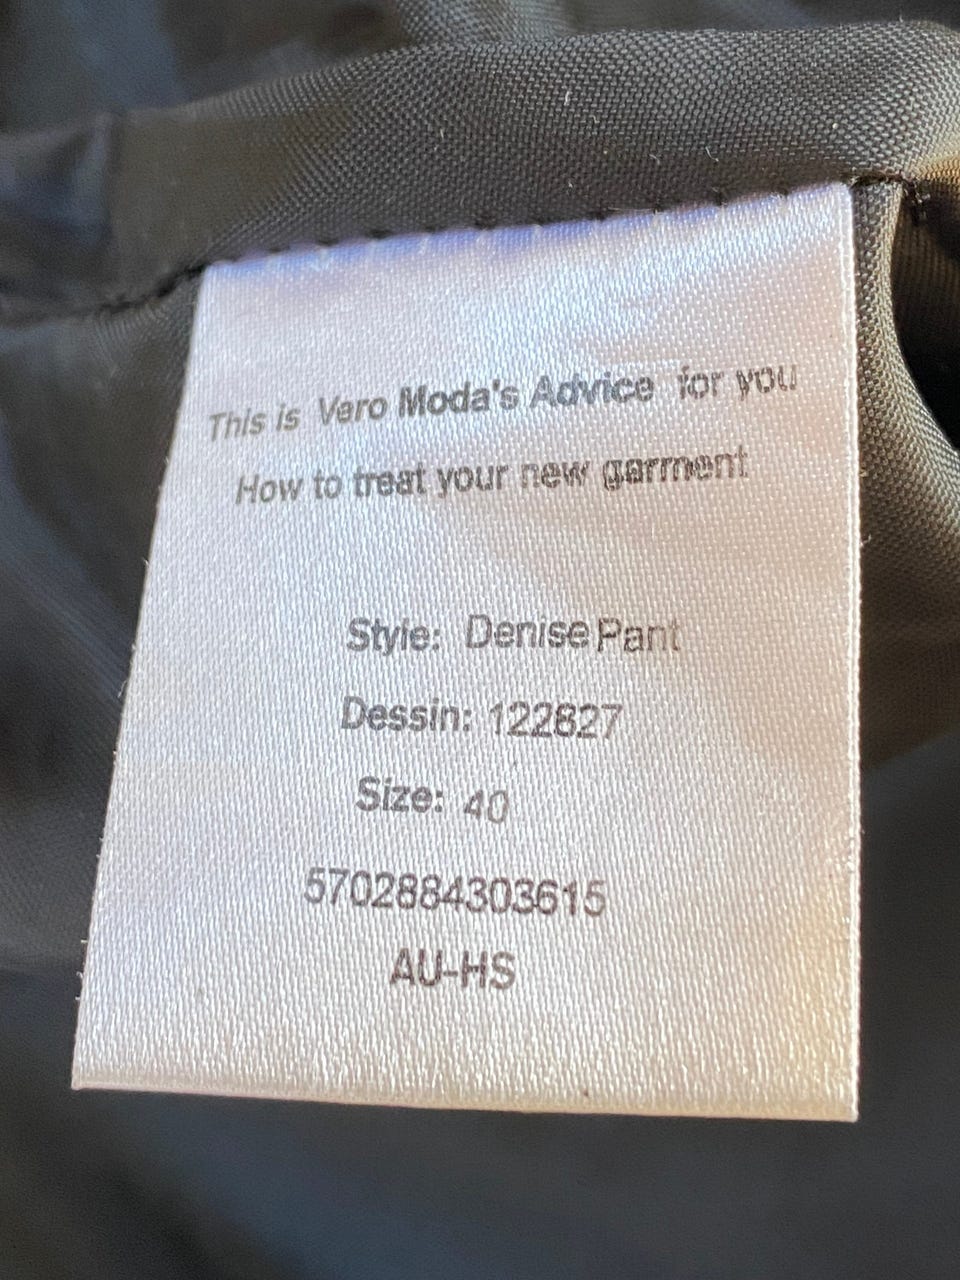 This is Vero Moda's Advice for you
How to treat your new garment
Style: Denise Pant
Dessin: 122827
Size: 40
5702884303615
AU-HS